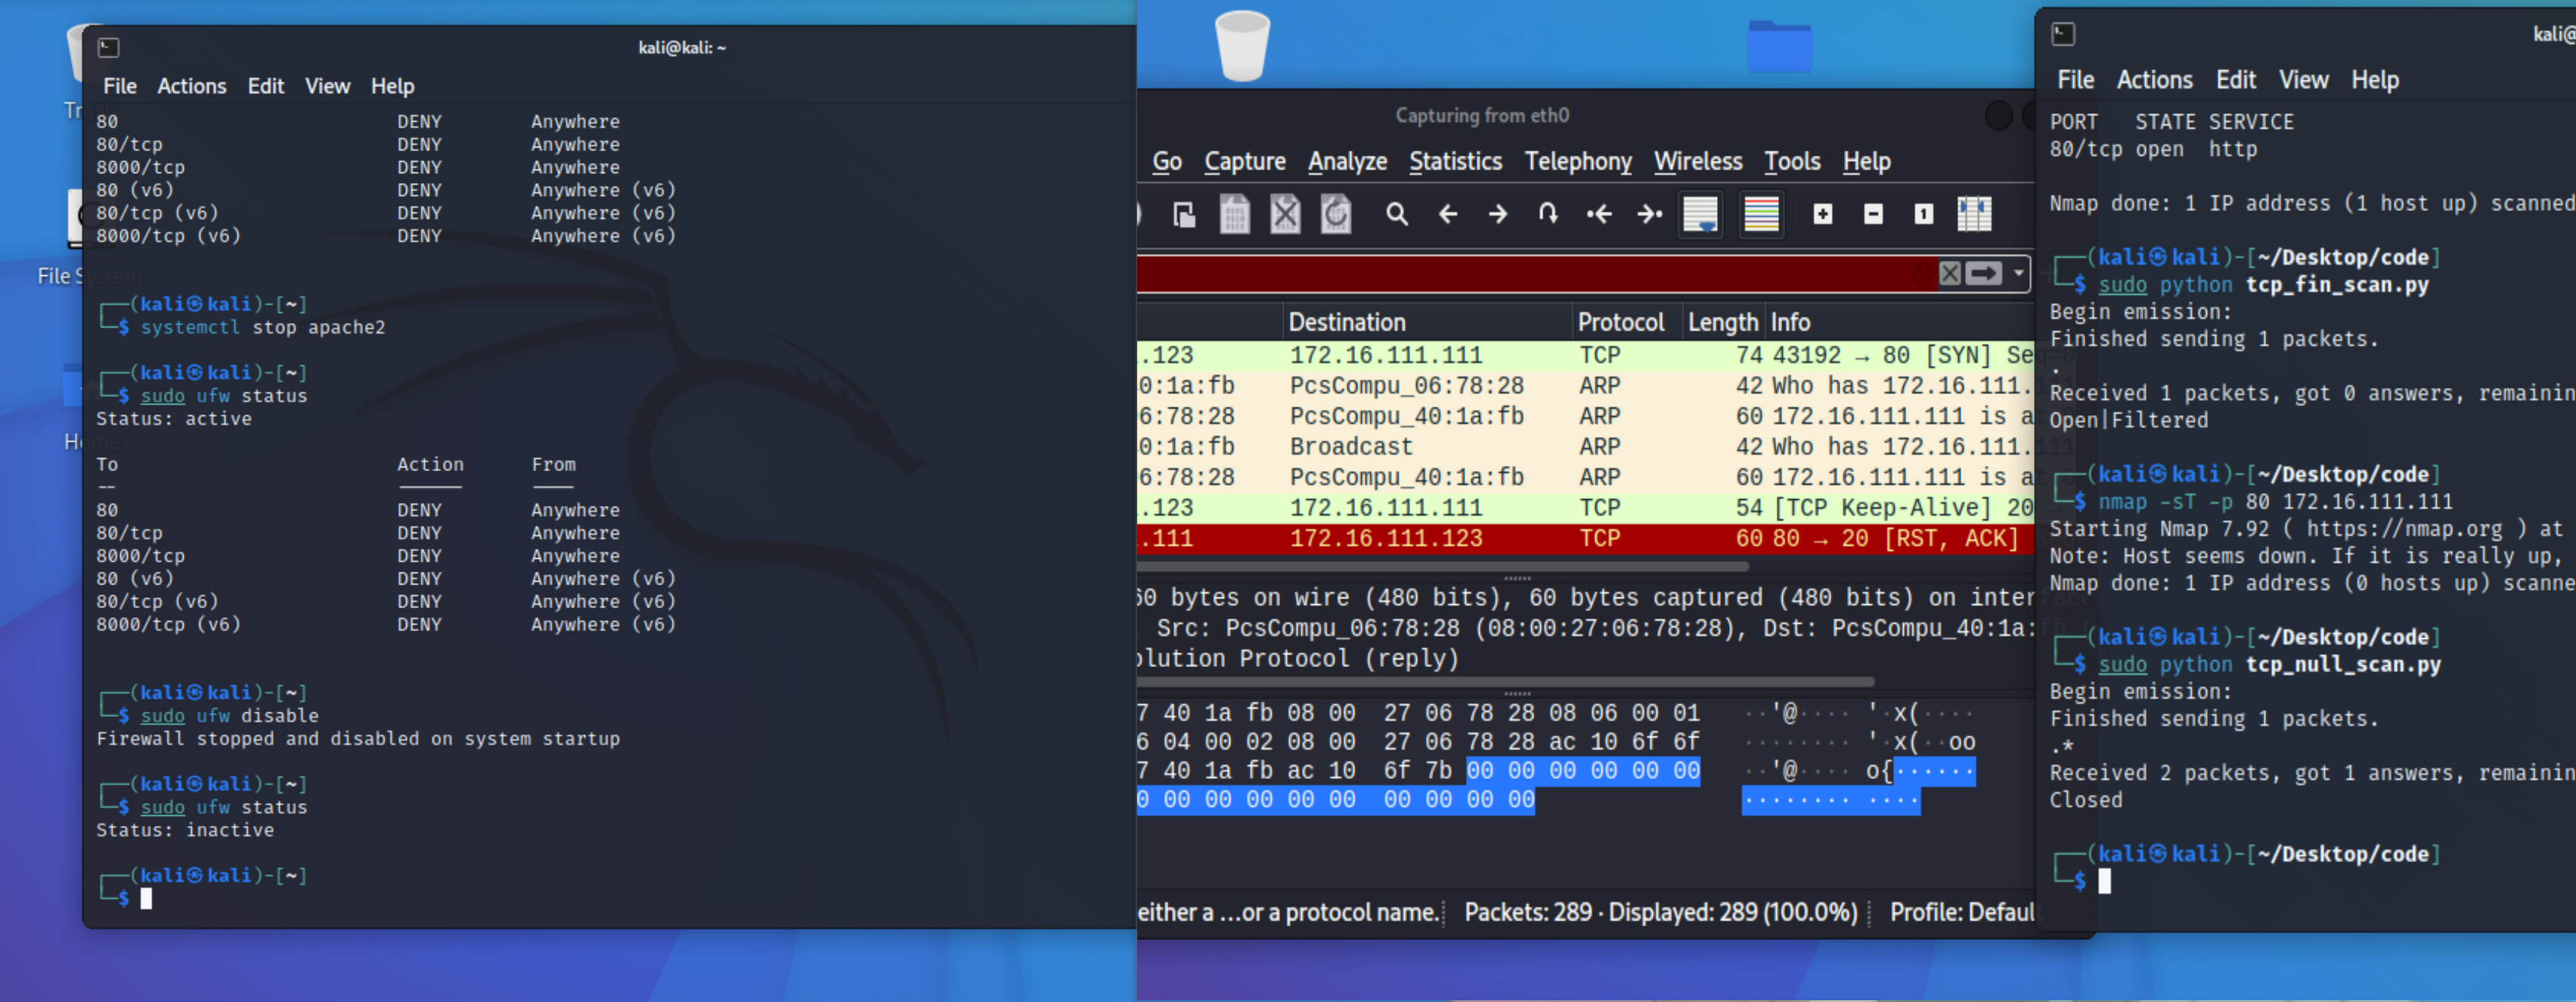 kali@kali: ~
File Actions Edit View Help
80 DENY Anywhere
80/tcp DENY Anywhere
8000/tcp DENY Anywhere
80 (v6) DENY Anywhere (v6)
80/tcp (v6) DENY Anywhere (v6)
8000/tcp (v6) DENY Anywhere (v6)
File System
┌──(kali㉿kali)-[~]
└─$ systemctl stop apache2
┌──(kali㉿kali)-[~]
└─$ sudo ufw status
Status: active
Home
To Action From
-- ------ ----
80 DENY Anywhere
80/tcp DENY Anywhere
8000/tcp DENY Anywhere
80 (v6) DENY Anywhere (v6)
80/tcp (v6) DENY Anywhere (v6)
8000/tcp (v6) DENY Anywhere (v6)
┌──(kali㉿kali)-[~]
└─$ sudo ufw disable
Firewall stopped and disabled on system startup
┌──(kali㉿kali)-[~]
└─$ sudo ufw status
Status: inactive
┌──(kali㉿kali)-[~]
└─$
Capturing from eth0
Go Capture Analyze Statistics Telephony Wireless Tools Help
Destination Protocol Length Info
.123 172.16.111.111 TCP 74 43192 → 80 [SYN] Seq=0
0:1a:fb PcsCompu_06:78:28 ARP 42 Who has 172.16.111.
6:78:28 PcsCompu_40:1a:fb ARP 60 172.16.111.111 is at
0:1a:fb Broadcast ARP 42 Who has 172.16.111.111
6:78:28 PcsCompu_40:1a:fb ARP 60 172.16.111.111 is at
.123 172.16.111.111 TCP 54 [TCP Keep-Alive] 20 →
.111 172.16.111.123 TCP 60 80 → 20 [RST, ACK]
60 bytes on wire (480 bits), 60 bytes captured (480 bits) on interfac
Src: PcsCompu_06:78:28 (08:00:27:06:78:28), Dst: PcsCompu_40:1a:fb
olution Protocol (reply)
7 40 1a fb 08 00 27 06 78 28 08 06 00 01 ··'@···· '·x(····
6 04 00 02 08 00 27 06 78 28 ac 10 6f 6f ········ '·x(··oo
7 40 1a fb ac 10 6f 7b 00 00 00 00 00 00 ··'@···· o{······
0 00 00 00 00 00 00 00 00 00 ········ ····
either a …or a protocol name. Packets: 289 · Displayed: 289 (100.0%) Profile: Default
kali@
File Actions Edit View Help
PORT STATE SERVICE
80/tcp open http
Nmap done: 1 IP address (1 host up) scanned
┌──(kali㉿kali)-[~/Desktop/code]
└─$ sudo python tcp_fin_scan.py
Begin emission:
Finished sending 1 packets.
.
Received 1 packets, got 0 answers, remainin
Open|Filtered
┌──(kali㉿kali)-[~/Desktop/code]
└─$ nmap -sT -p 80 172.16.111.111
Starting Nmap 7.92 ( https://nmap.org ) at
Note: Host seems down. If it is really up,
Nmap done: 1 IP address (0 hosts up) scanne
┌──(kali㉿kali)-[~/Desktop/code]
└─$ sudo python tcp_null_scan.py
Begin emission:
Finished sending 1 packets.
.*
Received 2 packets, got 1 answers, remainin
Closed
┌──(kali㉿kali)-[~/Desktop/code]
└─$